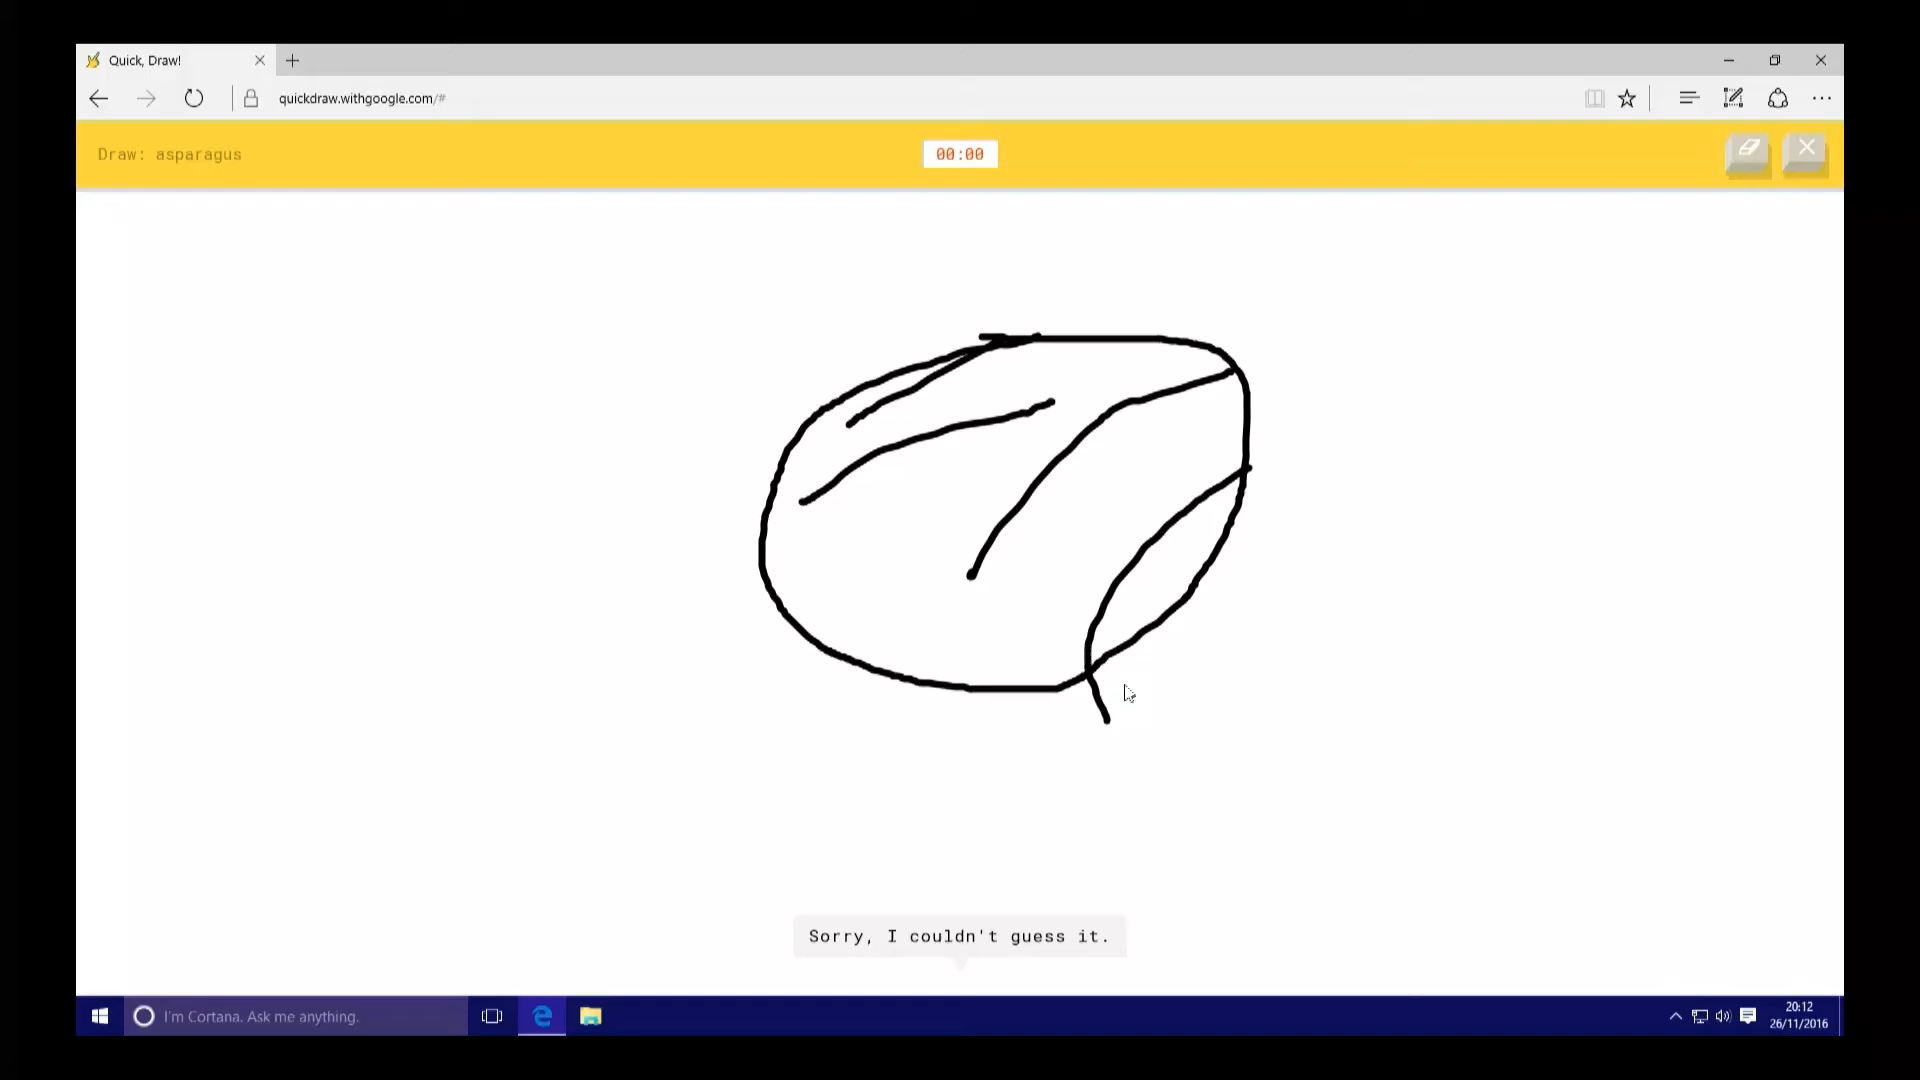 Quick, Draw!
quickdraw.withgoogle.com/#
Draw: asparagus
00:00
Sorry, I couldn't guess it.
I'm Cortana. Ask me anything.
20:12
26/11/2016